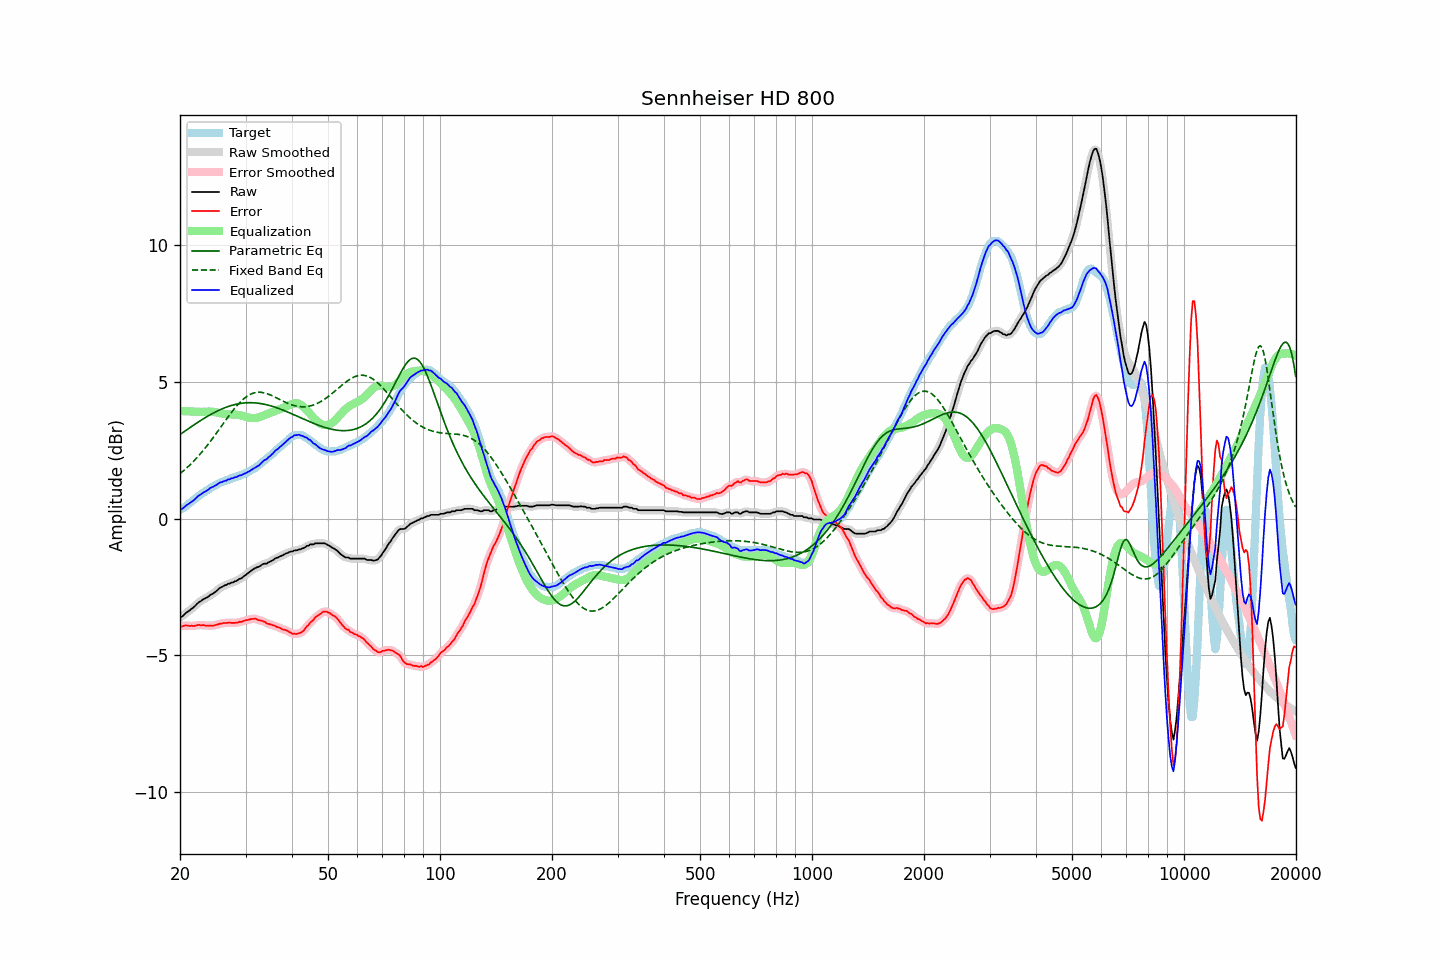 Sennheiser HD 800
Target
Raw Smoothed
Error Smoothed
Raw
Error
Equalization
Parametric Eq
Fixed Band Eq
Equalized
10
5
0
−5
−10
Amplitude (dBr)
20
50
100
200
500
1000
2000
5000
10000
20000
Frequency (Hz)